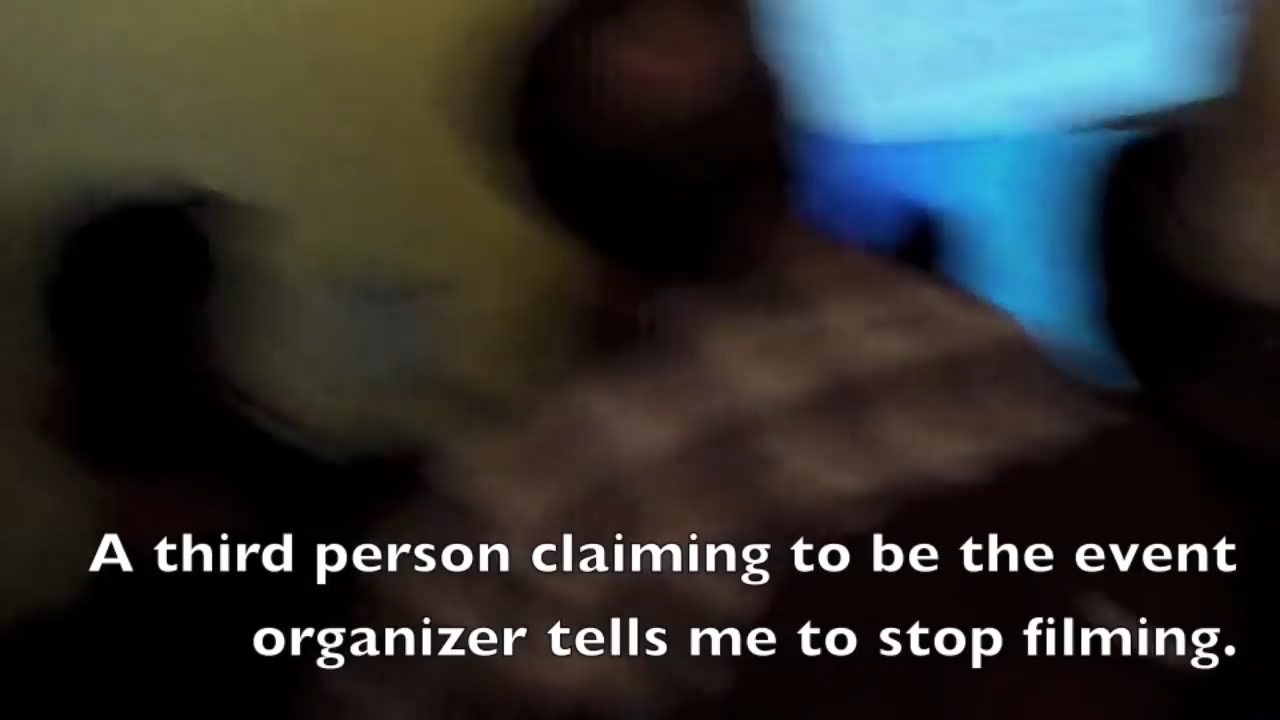 A third person claiming to be the event
organizer tells me to stop filming.